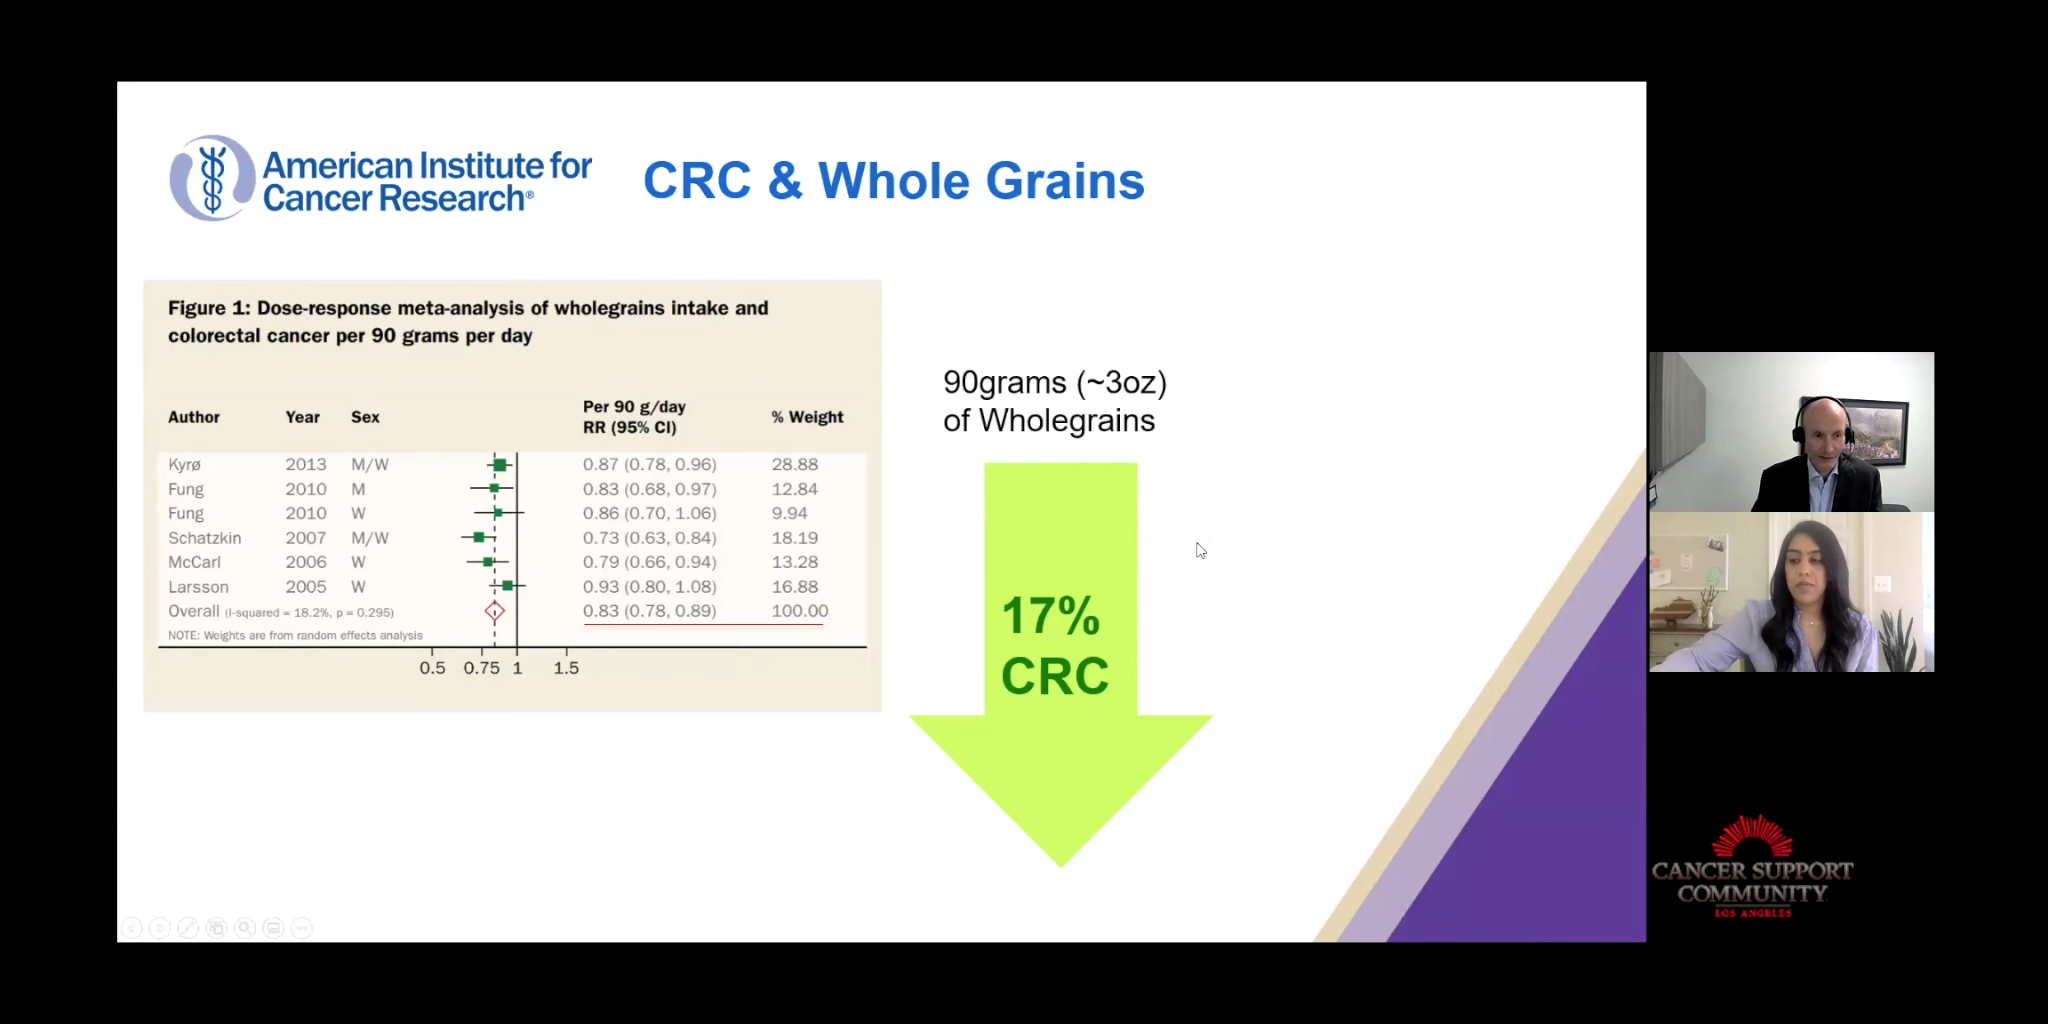 American Institute for
Cancer Research®
CRC & Whole Grains
Figure 1: Dose-response meta-analysis of wholegrains intake and
colorectal cancer per 90 grams per day
Author Year Sex Per 90 g/day RR (95% CI) % Weight
Kyrø 2013 M/W 0.87 (0.78, 0.96) 28.88
Fung 2010 M 0.83 (0.68, 0.97) 12.84
Fung 2010 W 0.86 (0.70, 1.06) 9.94
Schatzkin 2007 M/W 0.73 (0.63, 0.84) 18.19
McCarl 2006 W 0.79 (0.66, 0.94) 13.28
Larsson 2005 W 0.93 (0.80, 1.08) 16.88
Overall (I-squared = 18.2%, p = 0.295) 0.83 (0.78, 0.89) 100.00
NOTE: Weights are from random effects analysis
0.5 0.75 1 1.5
90grams (~3oz)
of Wholegrains
17%
CRC
CANCER SUPPORT
COMMUNITY
LOS ANGELES